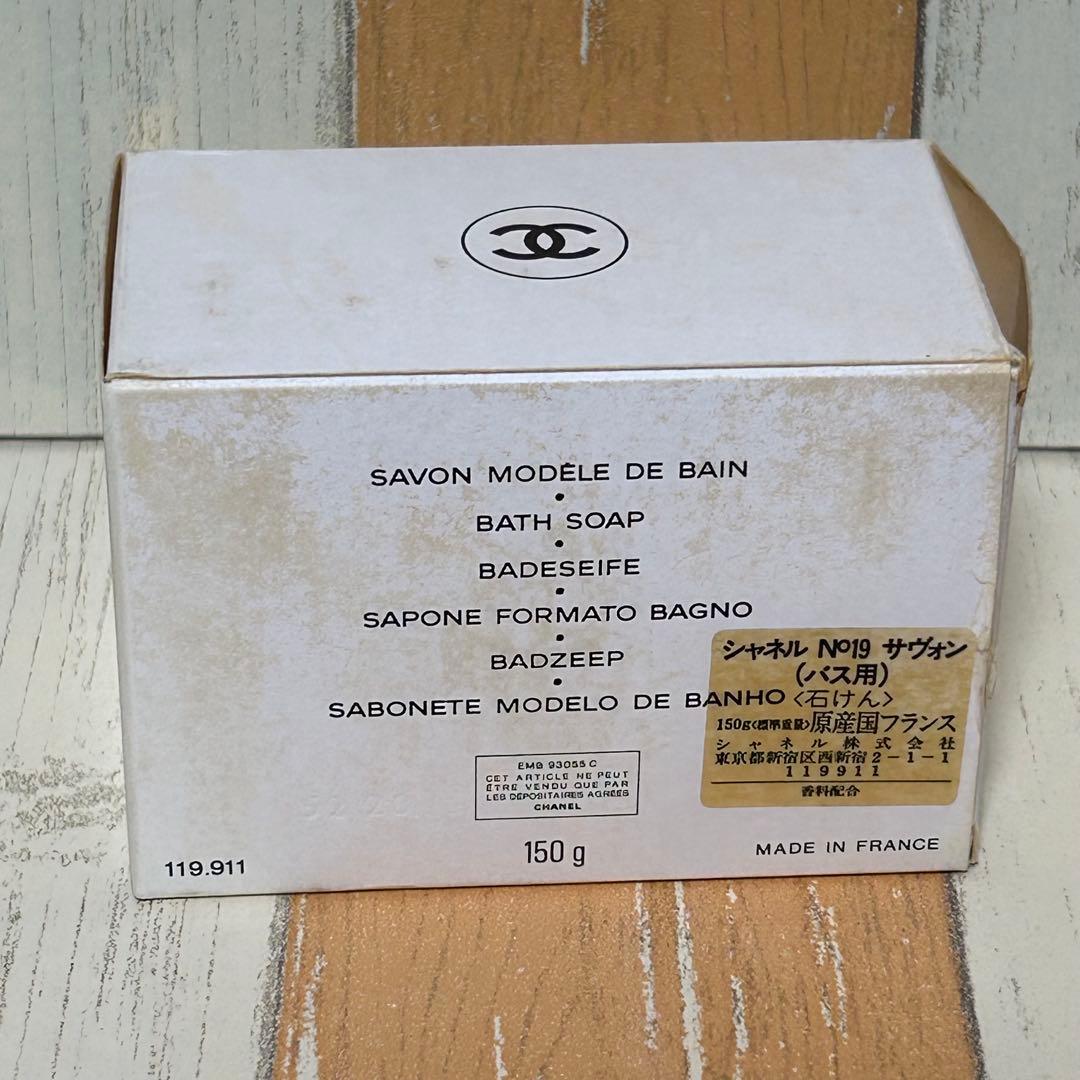 SAVON MODÈLE DE BAIN
•
BATH SOAP
•
BADESEIFE
•
SAPONE FORMATO BAGNO
•
BADZEEP
•
SABONETE MODELO DE BANHO
シャネル Nº19 サヴォン
(バス用)
〈石けん〉
150g〈標準重量〉原産国フランス
シャネル株式会社
東京都新宿区西新宿2-1-1
119911
香料配合
EMB 93055 C
CET ARTICLE NE PEUT
ÊTRE VENDU QUE PAR
LES DÉPOSITAIRES AGRÉÉS
CHANEL
119.911
150 g
MADE IN FRANCE